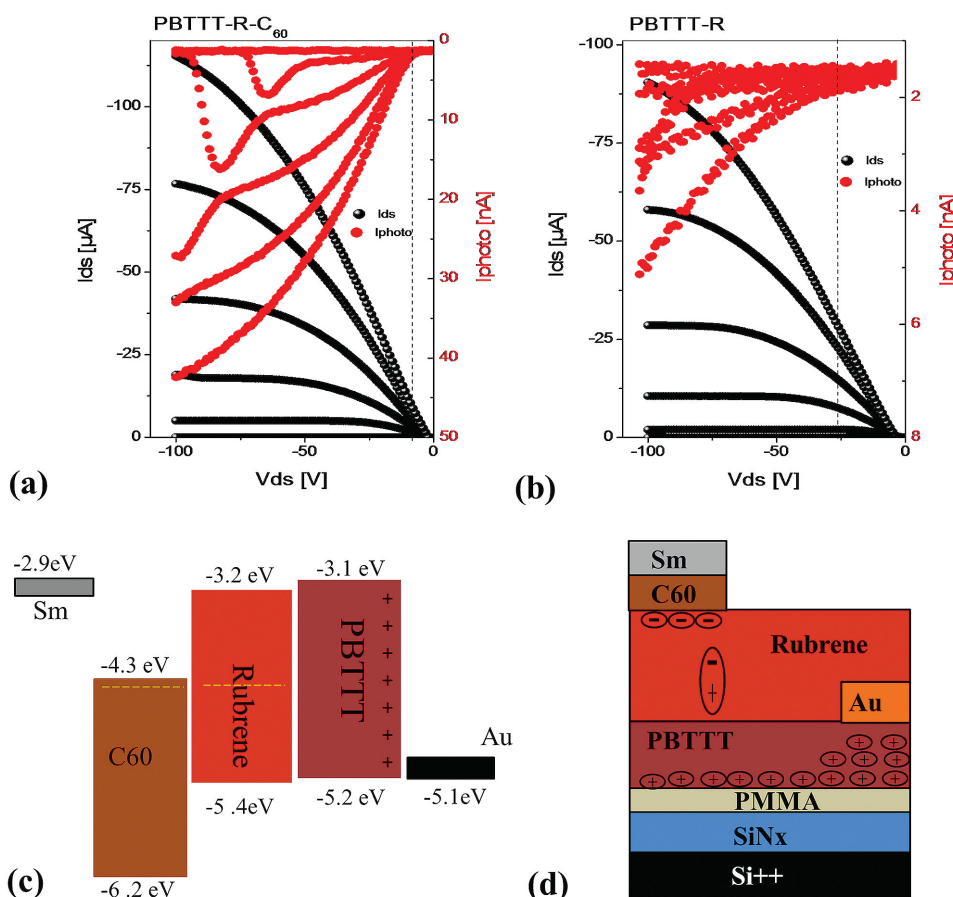 PBTTT-R-C60
0
-100
10
-75
20
Ids
Iphoto
Ids [µA]
Iphoto [nA]
-50
30
-25
40
0
50
-100
-50
0
Vds [V]
(a)
PBTTT-R
-100
2
-75
Ids
Iphoto
Ids [µA]
Iphoto [nA]
4
-50
6
-25
0
8
-100
-50
0
Vds [V]
(b)
-2.9eV
Sm
-4.3 eV
C60
-6 .2 eV
-3.2 eV
Rubrene
-5 .4eV
-3.1 eV
PBTTT
+
+
+
+
+
+
+
-5.2 eV
Au
-5.1eV
(c)
Sm
C60
- - -
Rubrene
-
+
Au
PBTTT
+ +
+ + +
+ + + + + + +
PMMA
SiNx
Si++
(d)